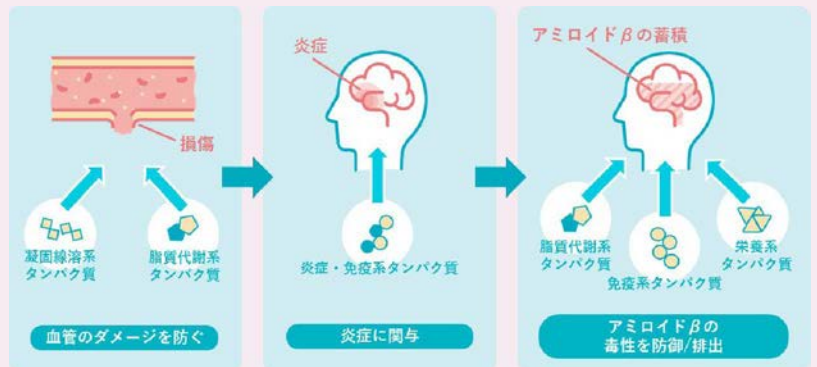 損傷
凝固線溶系
タンパク質
脂質代謝系
タンパク質
血管のダメージを防ぐ
炎症
炎症・免疫系タンパク質
炎症に関与
アミロイドβの蓄積
脂質代謝系
タンパク質
免疫系タンパク質
栄養系
タンパク質
アミロイドβの
毒性を防御/排出